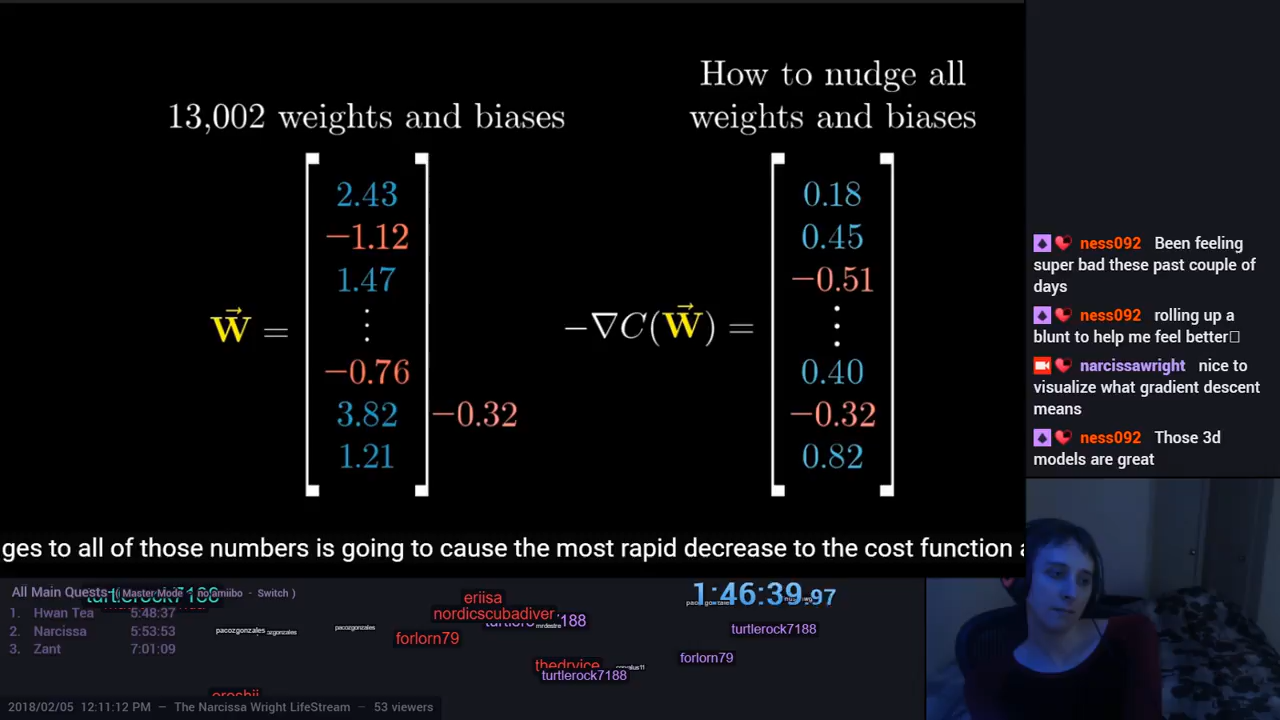 How to nudge all
13,002 weights and biases
weights and biases
2.43
−1.12
1.47
⋮
−0.76
3.82 −0.32
1.21
W⃗ =
−∇C(W⃗) =
0.18
0.45
−0.51
⋮
0.40
−0.32
0.82
ges to all of those numbers is going to cause the most rapid decrease to the cost function
ness092 Been feeling
super bad these past couple of
days
ness092 rolling up a
blunt to help me feel better
narcissawright nice to
visualize what gradient descent
means
ness092 Those 3d
models are great
All Main Quests ( Master Mode - no amiibo - Switch )
1. Hwan Tea 5:48:37
2. Narcissa 5:53:53
3. Zant 7:01:09
turtlerock7188
1:46:39.97
eriisa
nordicscubadiver
pacozgonzales
forlorn79
turtlerock7188
thedrvice
turtlerock7188
forlorn79
2018/02/05 12:11:12 PM — The Narcissa Wright LifeStream — 53 viewers